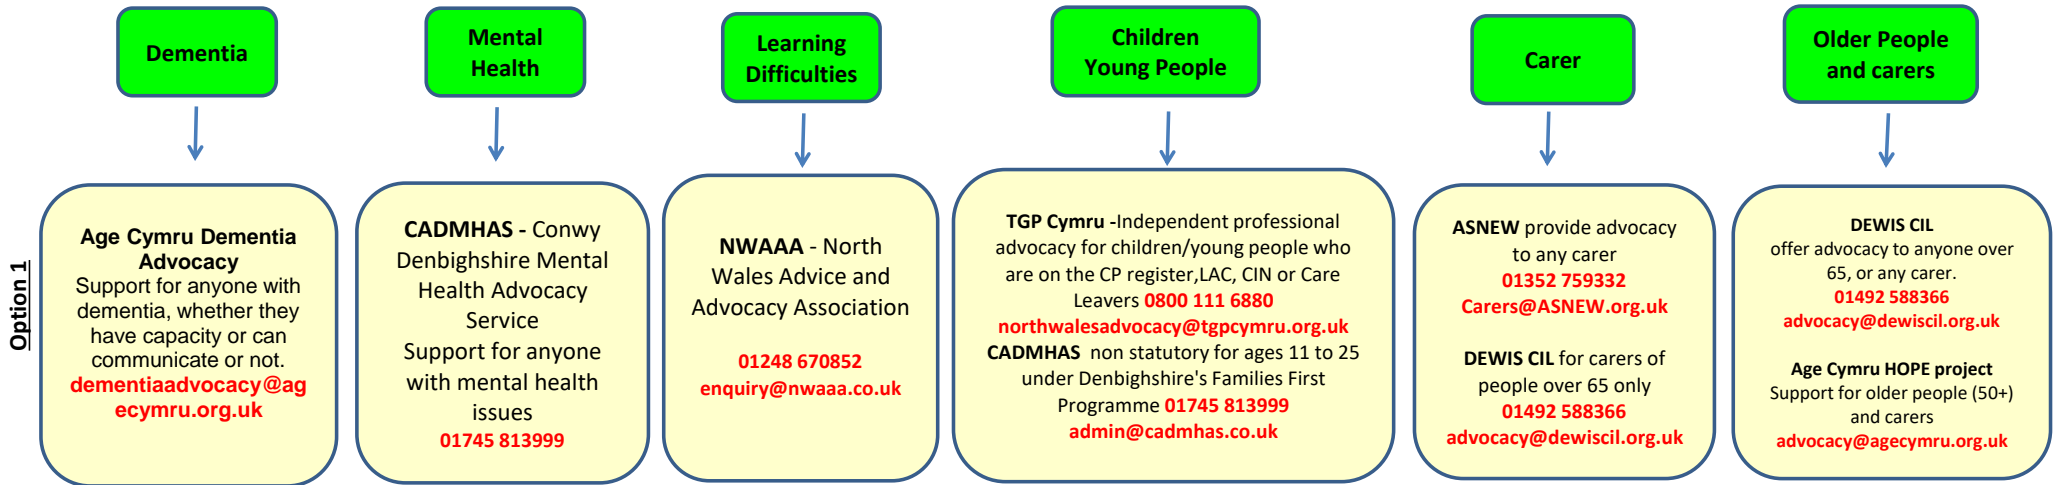 Dementia
Mental
Health
Learning
Difficulties
Children
Young People
Carer
Older People
and carers
Option 1
Age Cymru Dementia
Advocacy
Support for anyone with
dementia, whether they
have capacity or can
communicate or not.
dementiaadvocacy@ag
ecymru.org.uk
CADMHAS - Conwy
Denbighshire Mental
Health Advocacy
Service
Support for anyone
with mental health
issues
01745 813999
NWAAA - North
Wales Advice and
Advocacy Association
01248 670852
enquiry@nwaaa.co.uk
TGP Cymru -Independent professional
advocacy for children/young people who
are on the CP register,LAC, CIN or Care
Leavers 0800 111 6880
northwalesadvocacy@tgpcymru.org.uk
CADMHAS non statutory for ages 11 to 25
under Denbighshire's Families First
Programme 01745 813999
admin@cadmhas.co.uk
ASNEW provide advocacy
to any carer
01352 759332
Carers@ASNEW.org.uk
DEWIS CIL for carers of
people over 65 only
01492 588366
advocacy@dewiscil.org.uk
DEWIS CIL
offer advocacy to anyone over
65, or any carer.
01492 588366
advocacy@dewiscil.org.uk
Age Cymru HOPE project
Support for older people (50+)
and carers
advocacy@agecymru.org.uk